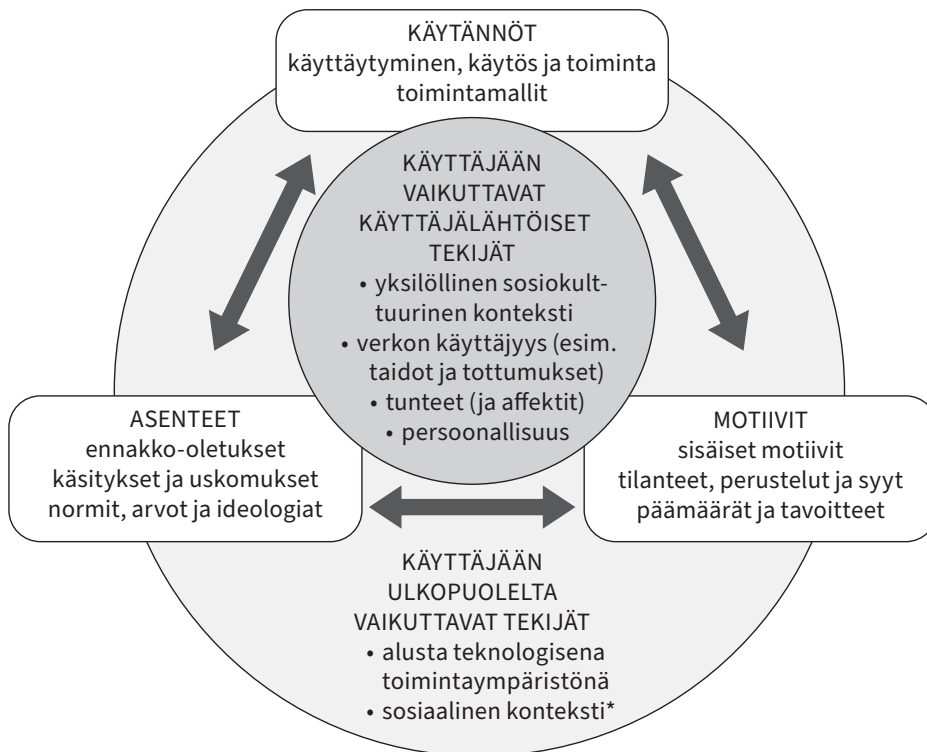 KÄYTÄNNÖT
käyttäytyminen, käytös ja toiminta
toimintamallit
KÄYTTÄJÄÄN
VAIKUTTAVAT
KÄYTTÄJÄLÄHTÖISET
TEKIJÄT
• yksilöllinen sosiokult-
tuurinen konteksti
• verkon käyttäjyys (esim.
taidot ja tottumukset)
• tunteet (ja affektit)
• persoonallisuus
ASENTEET
ennakko-oletukset
käsitykset ja uskomukset
normit, arvot ja ideologiat
MOTIIVIT
sisäiset motiivit
tilanteet, perustelut ja syyt
päämäärät ja tavoitteet
KÄYTTÄJÄÄN
ULKOPUOLELTA
VAIKUTTAVAT TEKIJÄT
• alusta teknologisena
toimintaympäristönä
• sosiaalinen konteksti*